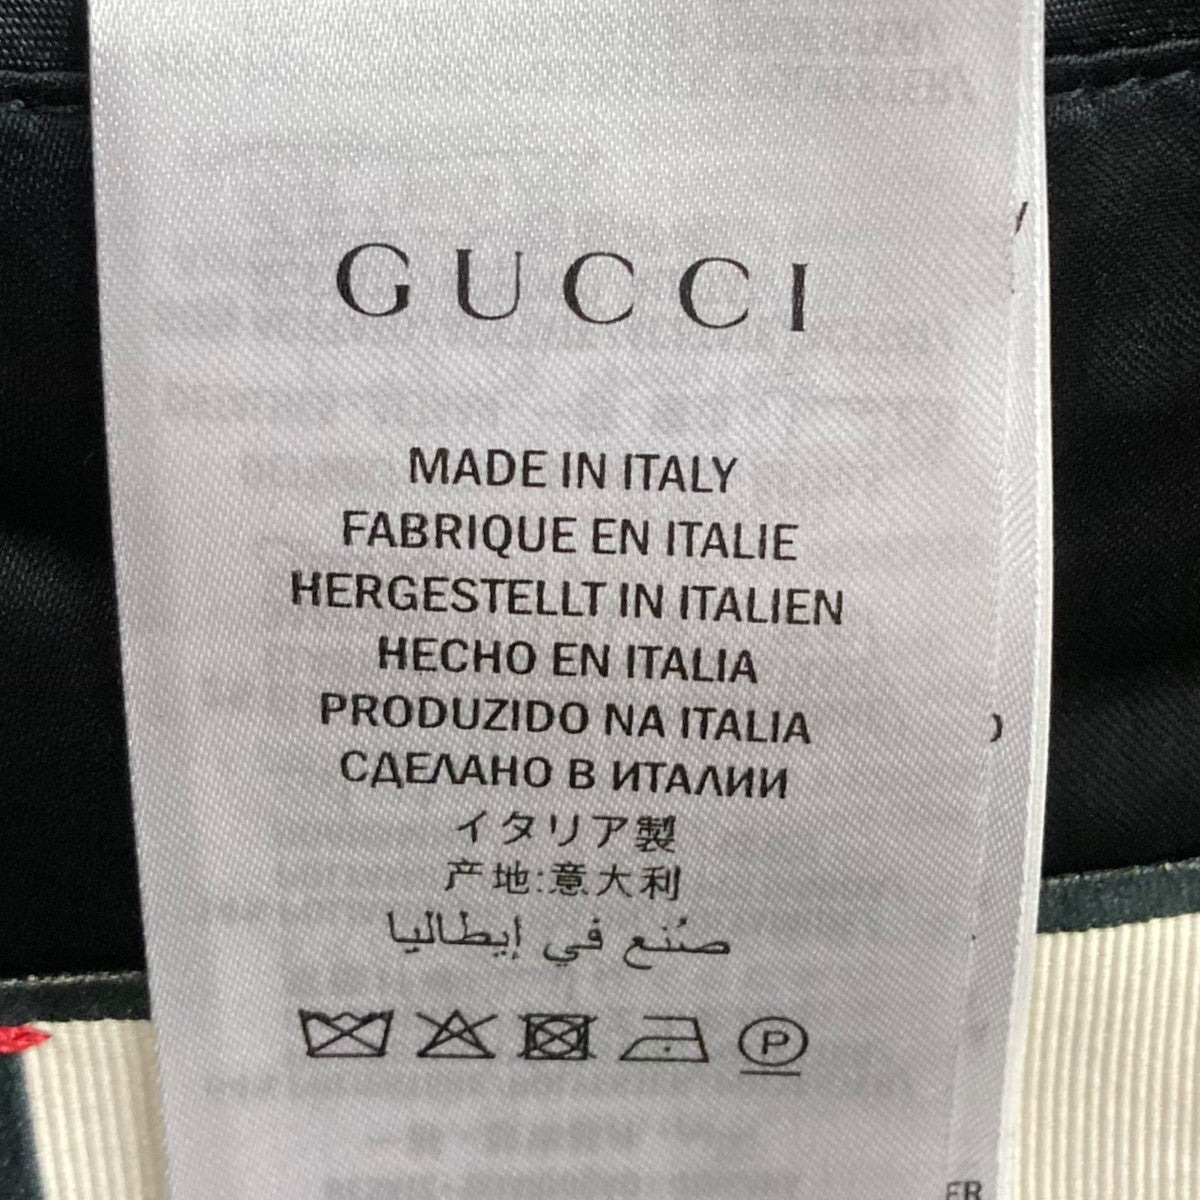 GUCCI
MADE IN ITALY
FABRIQUE EN ITALIE
HERGESTELLT IN ITALIEN
HECHO EN ITALIA
PRODUZIDO NA ITALIA
СДЕЛАНО В ИТАЛИИ
イタリア製
产地:意大利
صُنع في إيطاليا
P
FR